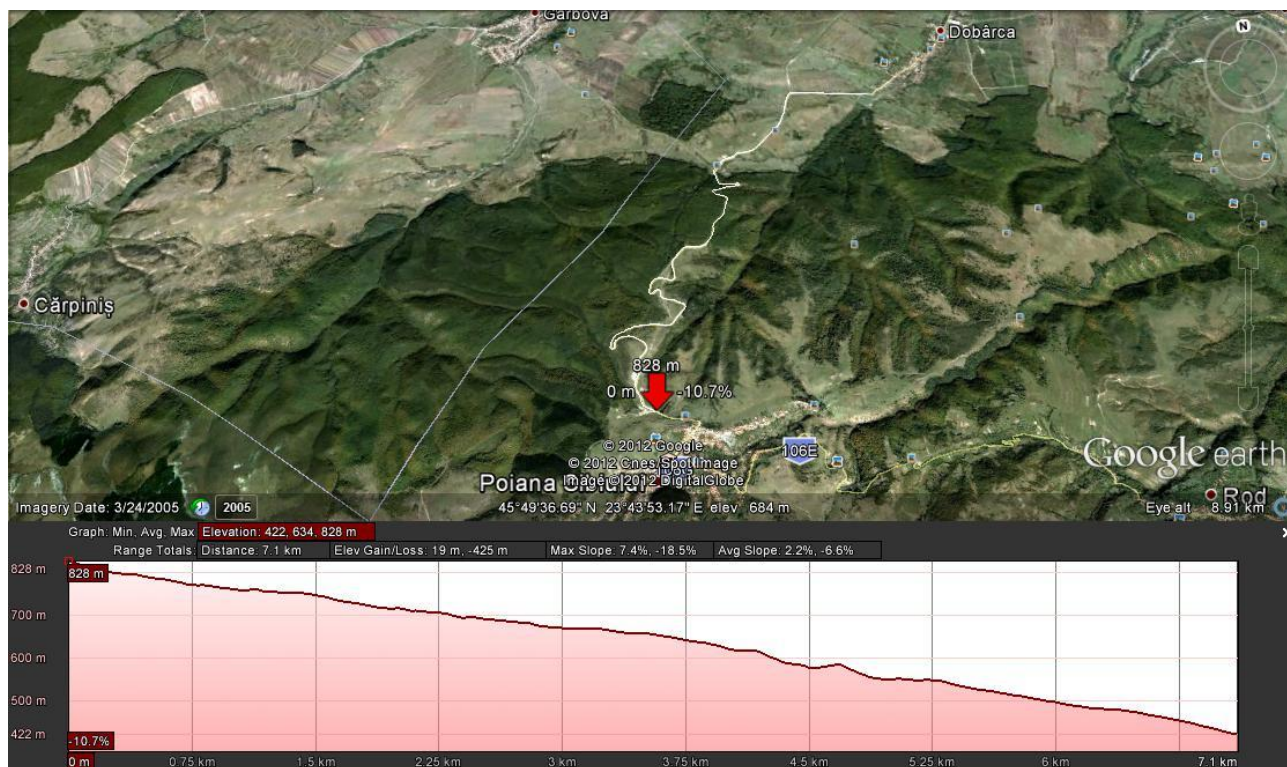 Gârbova
Dobârca
N
Cărpiniș
828 m
0 m
-10.7%
© 2012 Google
© 2012 Cnes/Spot Image
Image © 2012 DigitalGlobe
106E
106G
Poiana Sibiului
Google earth
Rod
Imagery Date: 3/24/2005
2005
45°49'36.69" N 23°43'53.17" E elev 684 m
Eye alt 8.91 km
Graph: Min, Avg, Max Elevation: 422, 634, 828 m
Range Totals: Distance: 7.1 km Elev Gain/Loss: 19 m, -425 m Max Slope: 7.4%, -18.5% Avg Slope: 2.2%, -6.6%
828 m
828 m
700 m
600 m
500 m
422 m
-10.7%
0 m 0.75 km 1.5 km 2.25 km 3 km 3.75 km 4.5 km 5.25 km 6 km 7.1 km